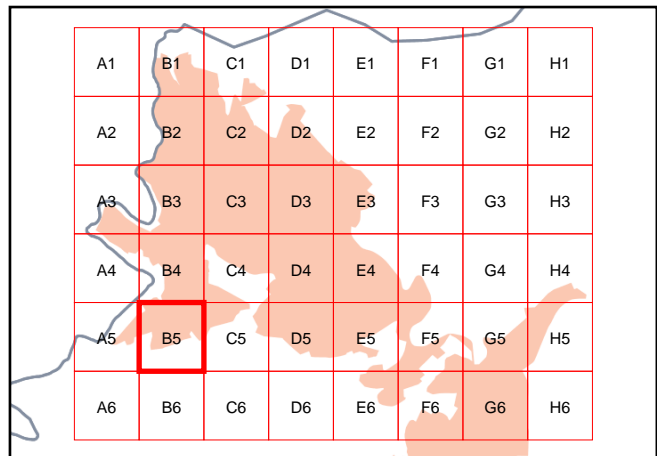 A1 B1 C1 D1 E1 F1 G1 H1
A2 B2 C2 D2 E2 F2 G2 H2
A3 B3 C3 D3 E3 F3 G3 H3
A4 B4 C4 D4 E4 F4 G4 H4
A5 B5 C5 D5 E5 F5 G5 H5
A6 B6 C6 D6 E6 F6 G6 H6